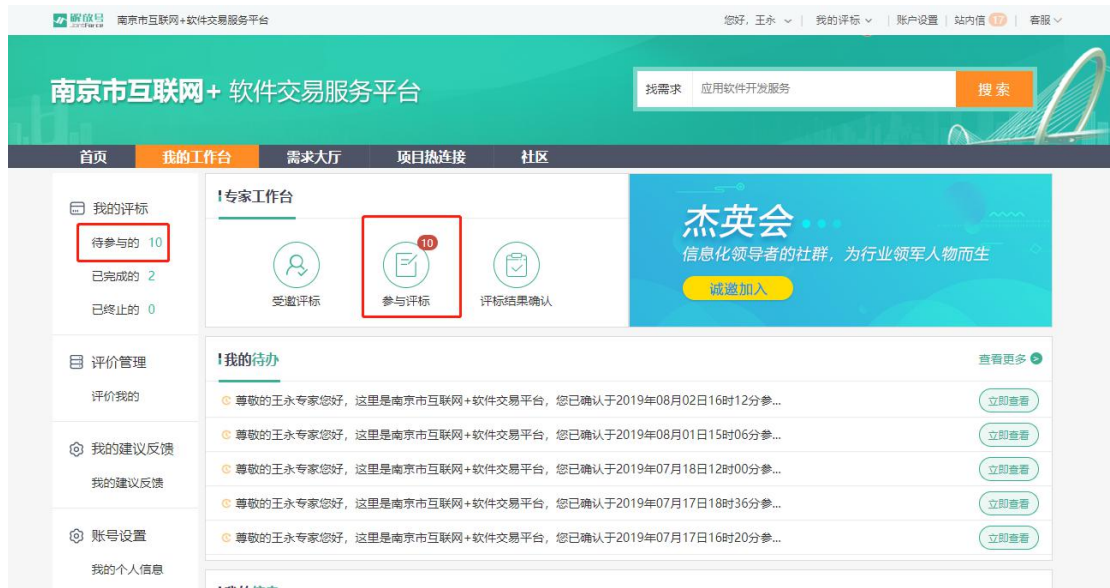 解放号 南京市互联网+软件交易服务平台 您好, 王永 我的评标 账户设置 站内信 17 客服
南京市互联网+ 软件交易服务平台
找需求 应用软件开发服务 搜索
首页 我的工作台 需求大厅 项目热连接 社区
我的评标
待参与的 10
已完成的 2
已终止的 0
评价管理
评价我的
我的建议反馈
我的建议反馈
账号设置
我的个人信息
专家工作台
10
受邀评标 参与评标 评标结果确认
杰英会
信息化领导者的社群，为行业领军人物而生
诚邀加入
我的待办 查看更多
尊敬的王永专家您好，这里是南京市互联网+软件交易平台，您已确认于2019年08月02日16时12分参... 立即查看
尊敬的王永专家您好，这里是南京市互联网+软件交易平台，您已确认于2019年08月01日15时06分参... 立即查看
尊敬的王永专家您好，这里是南京市互联网+软件交易平台，您已确认于2019年07月18日12时00分参... 立即查看
尊敬的王永专家您好，这里是南京市互联网+软件交易平台，您已确认于2019年07月17日18时36分参... 立即查看
尊敬的王永专家您好，这里是南京市互联网+软件交易平台，您已确认于2019年07月17日16时20分参... 立即查看